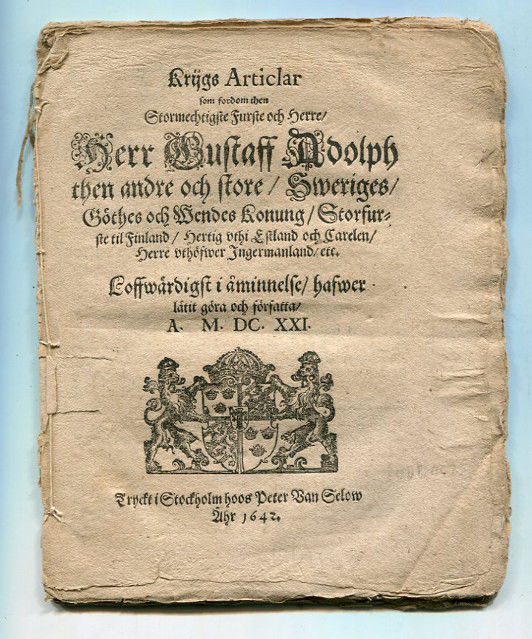 Krijgs Articlar
som fordom then
Stormechtigste Furste och Herre/
Herr Gustaff Adolph
then andre och store / Sweriges/
Göthes och Wendes Konung / Storfur-
ste til Finland / Hertig vthi Estland och Carelen/
Herre vthöfwer Ingermanland/ etc.
Loffwärdigst i åminnelse/ hafwer
låtit göra och författa/
A. M. DC. XXI.
Tryckt i Stockholm hoos Peter Van Selow
Åhr 1642.